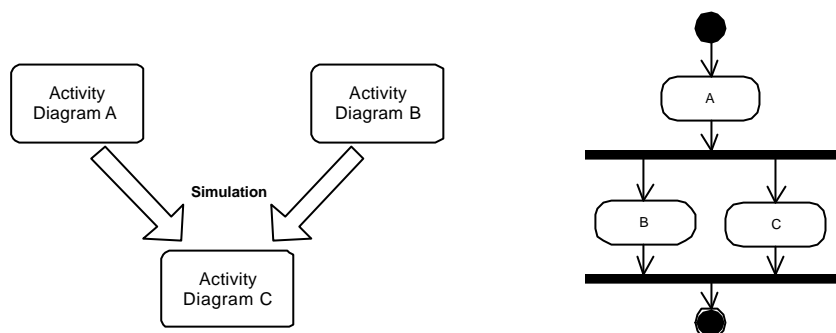 Activity
Diagram A
Activity
Diagram B
Simulation
Activity
Diagram C
A
B
C